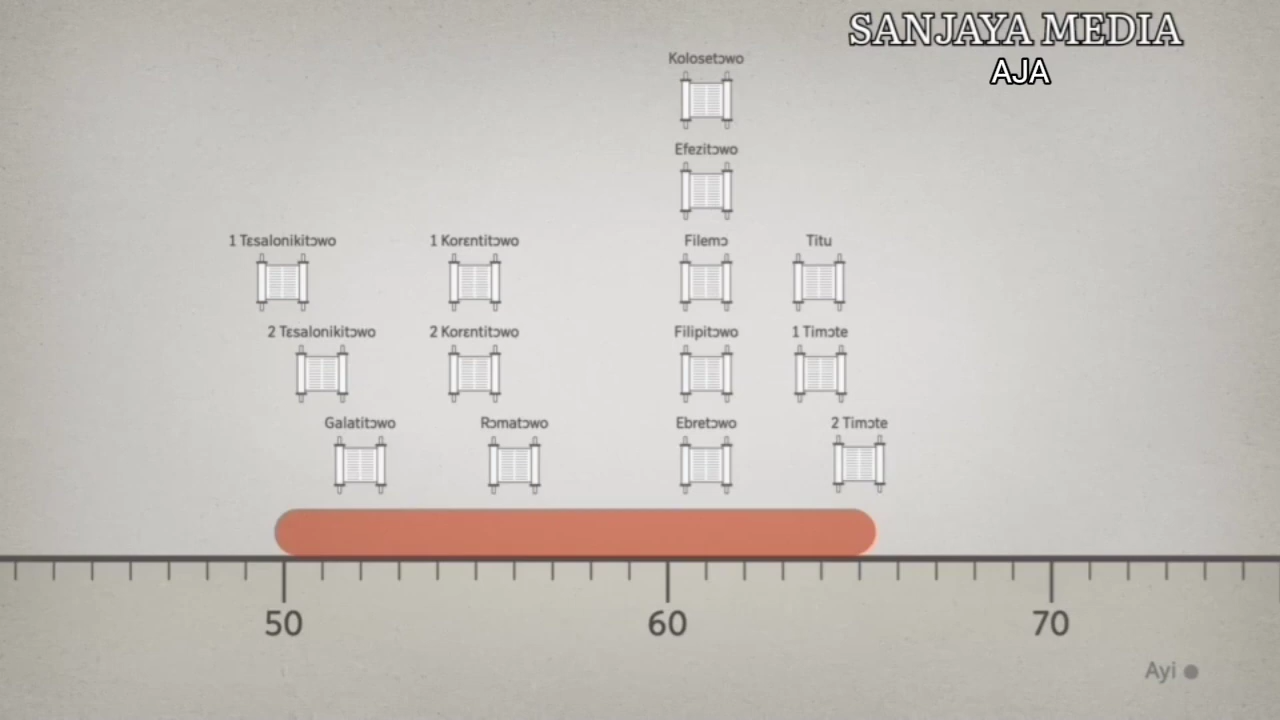 SANJAYA MEDIA
AJA
Kolosetɔwo
Efezitɔwo
1 Tɛsalonikitɔwo 1 Korɛntitɔwo Filemɔ Titu
2 Tɛsalonikitɔwo 2 Korɛntitɔwo Filipitɔwo 1 Timɔte
Galatitɔwo Rɔmatɔwo Ebretɔwo 2 Timɔte
50 60 70
Ayi